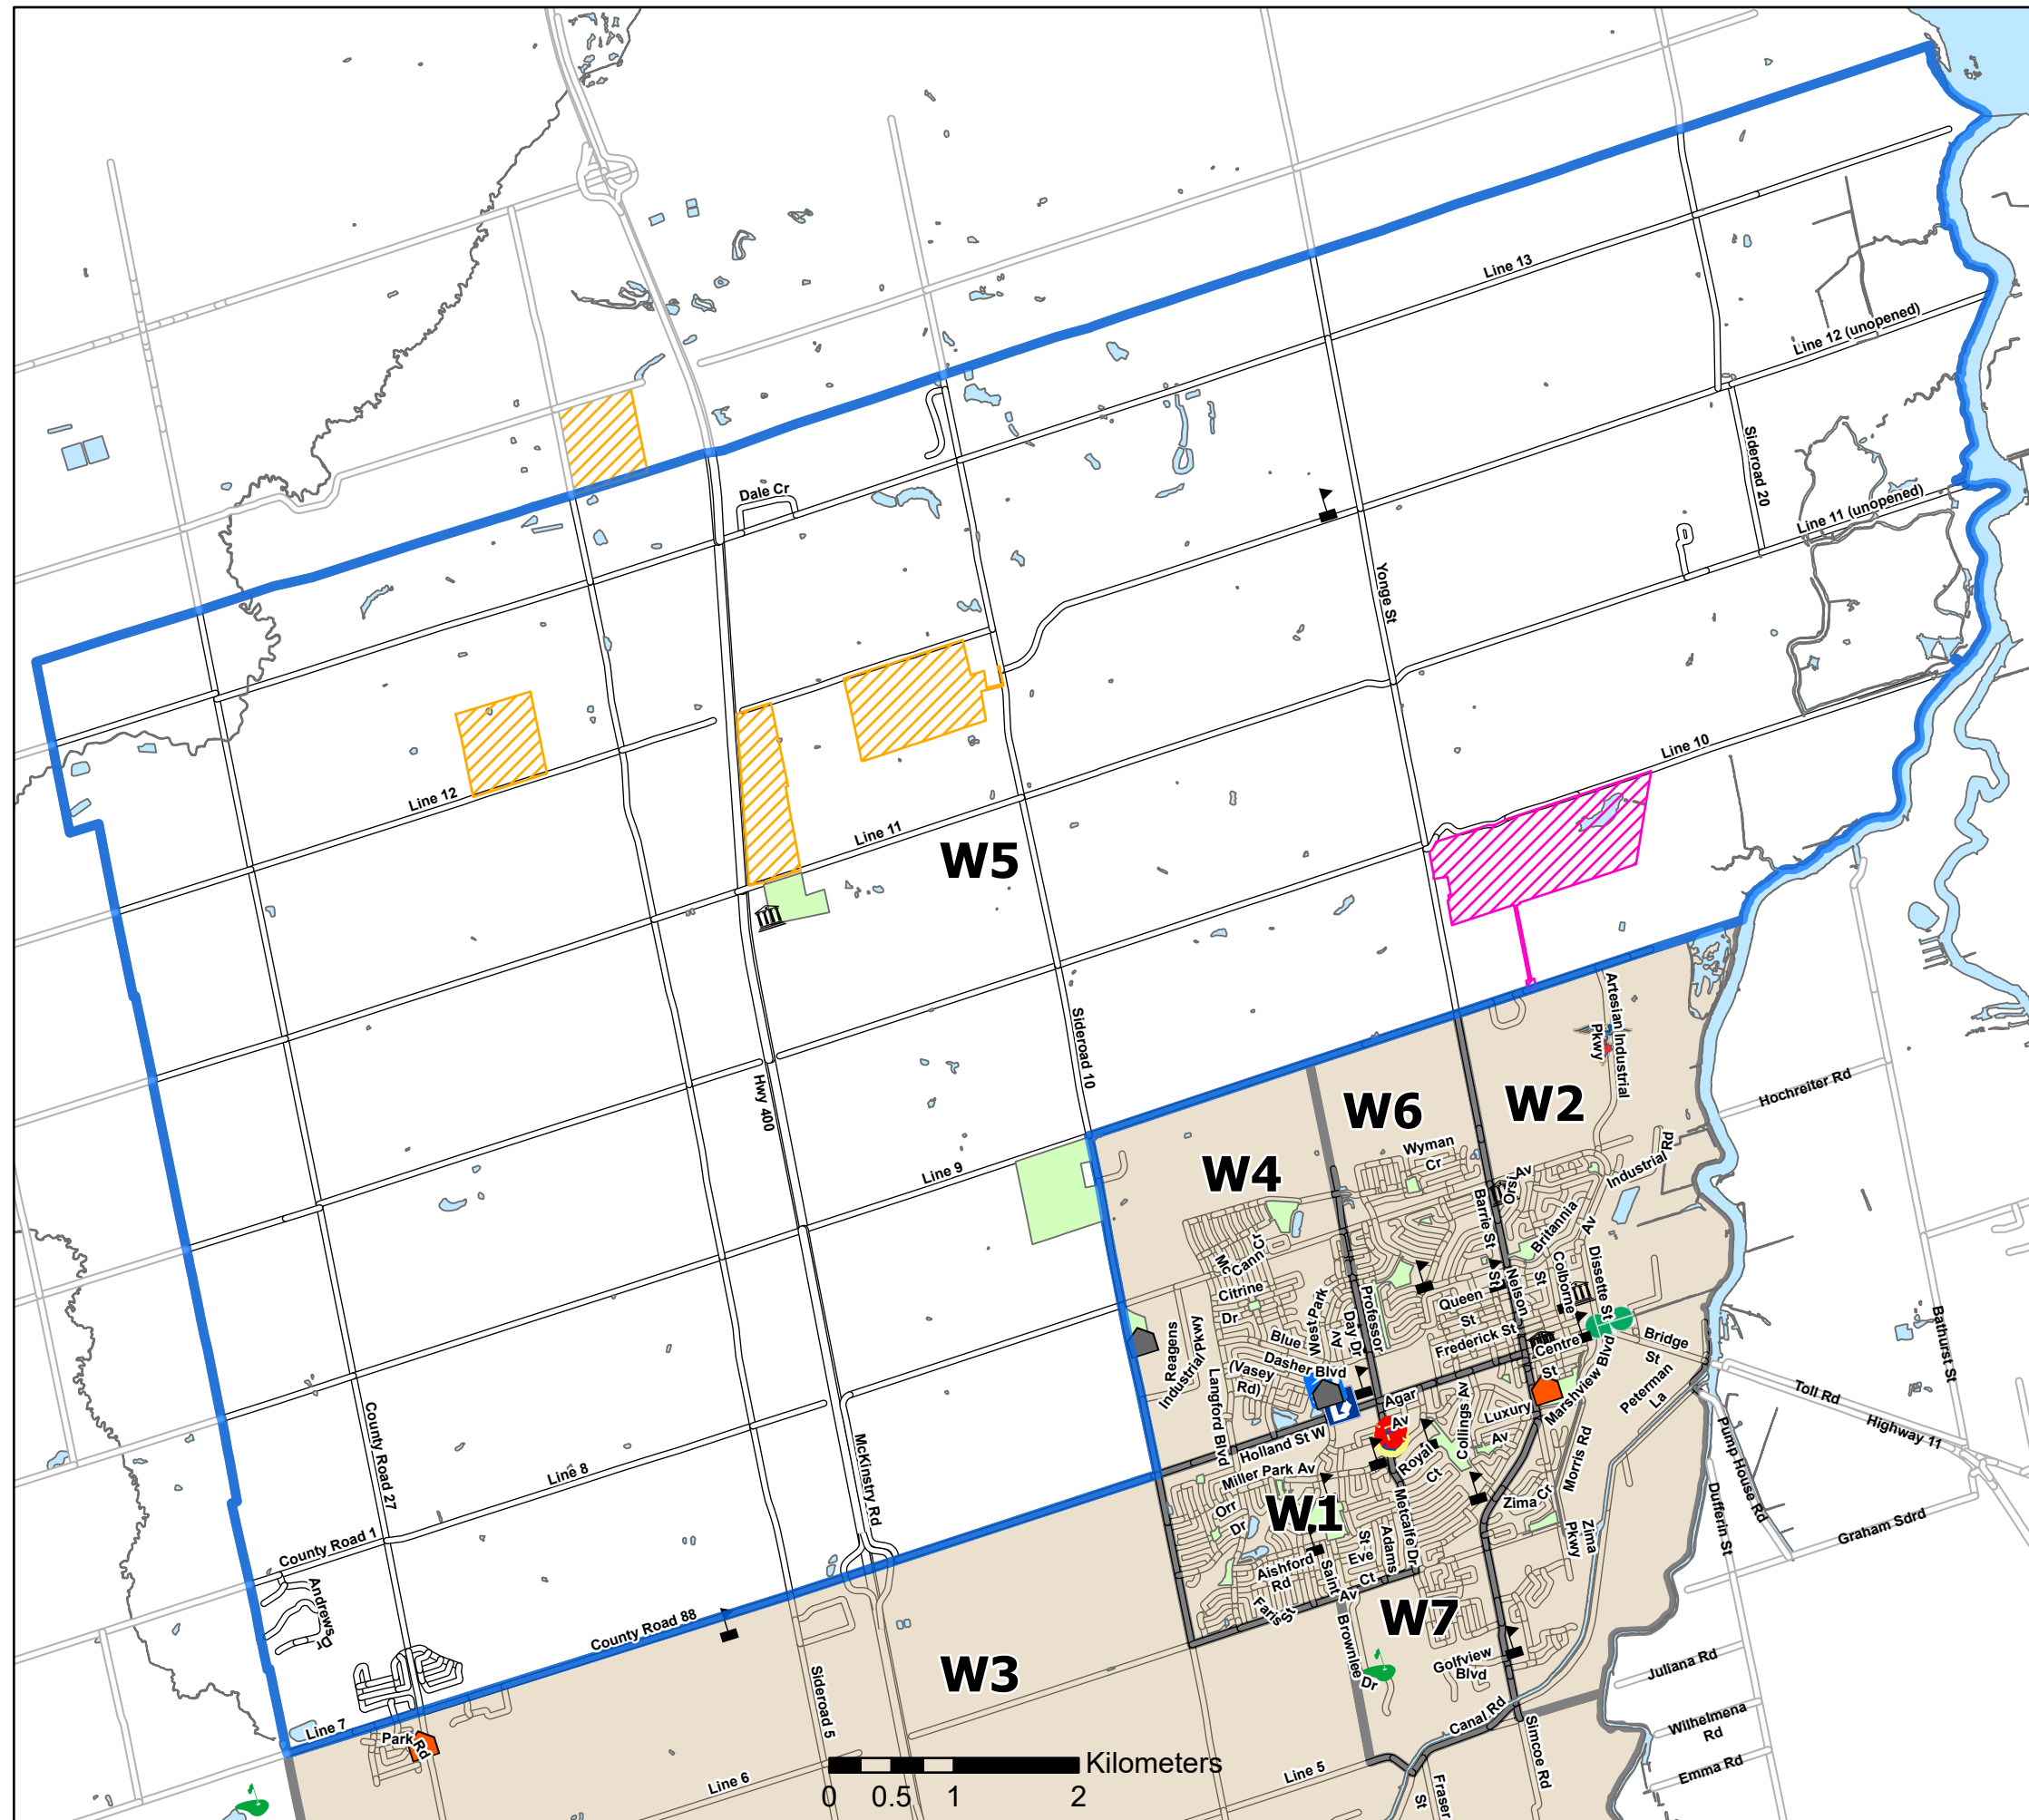 Line 13
Line 12 (unopened)
Dale Cr
Sideroad 20
Line 11 (unopened)
Yonge St
Line 10
Line 12
Line 11
W5
Artesian Industrial
Pkwy
Sideroad 10
Hwy 400
Hochreiter Rd
W6
W2
Wyman
Cr
W4
Line 9
Industrial Rd
Ors Av
Barrie St
Britannia
Av
Mc
Cann
Cr
Citrine
Dr
Dissette St
Colborne
St
Nelson
St
Queen
St
Professor
Day Dr
West Park
Av
Blue
Dasher Blvd
(Vasey
Rd)
Reagens
Industrial Pkwy
Langford Blvd
Frederick St
Centre
St
Bridge
St
Marshview Blvd
Peterman
La
Bathurst St
Toll Rd
Highway 11
Agar
Av
Collings Av
Luxury
Av
Holland St W
Royal
Ct
Miller Park Av
Morris Rd
Pump House Rd
County Road 27
Line 8
McKinstry Rd
Orr
Dr
W1
Metcalfe Dr
Zima Cr
Zima
Pkwy
Dufferin St
Graham Sdrd
County Road 1
Andrews
Dr
St
Adams
Eve
Ct
Aishford
Rd
Saint
Av
Faris
St
W7
County Road 88
Brownlee
Dr
Golfview
Blvd
Juliana Rd
W3
Sideroad 5
Line 7
Park
Rd
Canal Rd
Wilhelmena
Rd
Simcoe Rd
Emma Rd
Line 6
Line 5
Fraser
St
Kilometers
0 0.5 1 2